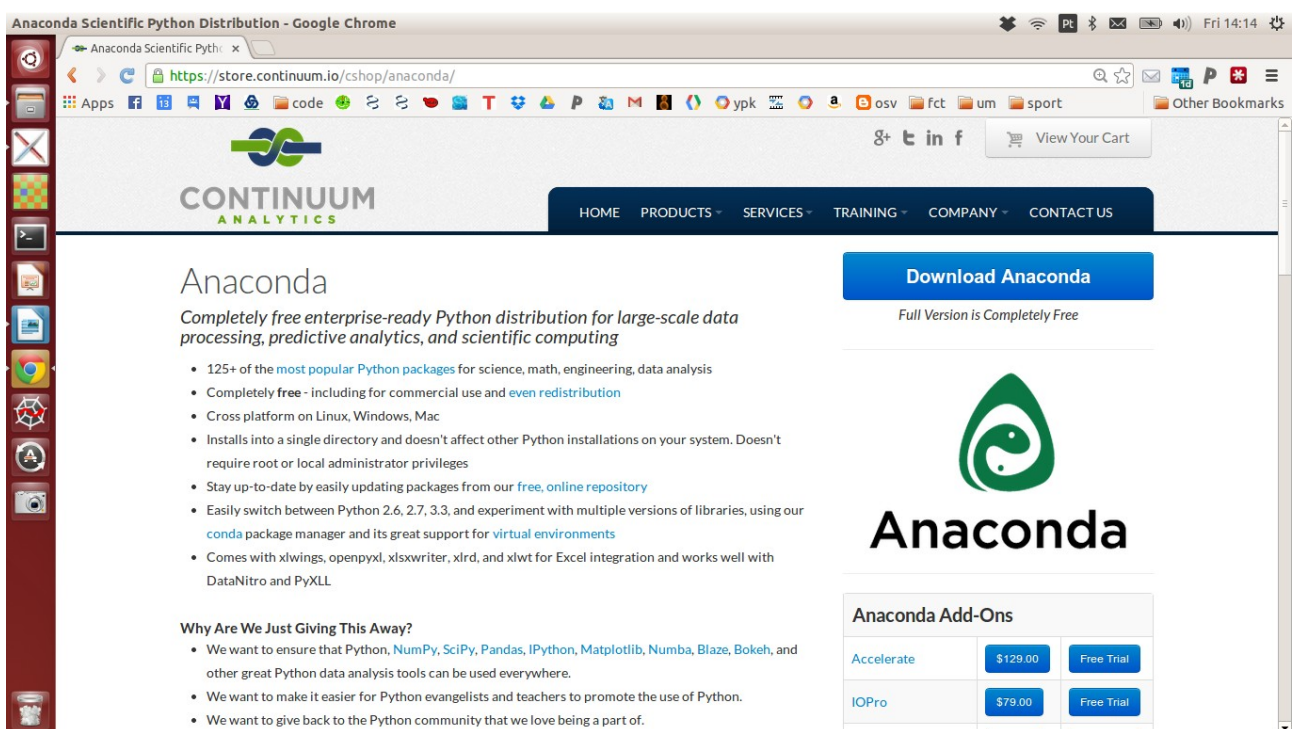 Anaconda Scientific Python Distribution - Google Chrome
Pt
Fri 14:14
Anaconda Scientific Pyth
https://store.continuum.io/cshop/anaconda/
Apps
code
ypk
osv
fct
um
sport
Other Bookmarks
View Your Cart
CONTINUUM
ANALYTICS
HOME PRODUCTS SERVICES TRAINING COMPANY CONTACT US
Anaconda
Completely free enterprise-ready Python distribution for large-scale data
processing, predictive analytics, and scientific computing
• 125+ of the most popular Python packages for science, math, engineering, data analysis
• Completely free - including for commercial use and even redistribution
• Cross platform on Linux, Windows, Mac
• Installs into a single directory and doesn't affect other Python installations on your system. Doesn't
require root or local administrator privileges
• Stay up-to-date by easily updating packages from our free, online repository
• Easily switch between Python 2.6, 2.7, 3.3, and experiment with multiple versions of libraries, using our
conda package manager and its great support for virtual environments
• Comes with xlwings, openpyxl, xlsxwriter, xlrd, and xlwt for Excel integration and works well with
DataNitro and PyXLL
Why Are We Just Giving This Away?
• We want to ensure that Python, NumPy, SciPy, Pandas, IPython, Matplotlib, Numba, Blaze, Bokeh, and
other great Python data analysis tools can be used everywhere.
• We want to make it easier for Python evangelists and teachers to promote the use of Python.
• We want to give back to the Python community that we love being a part of.
Download Anaconda
Full Version is Completely Free
Anaconda
Anaconda Add-Ons
Accelerate $129.00 Free Trial
IOPro $79.00 Free Trial